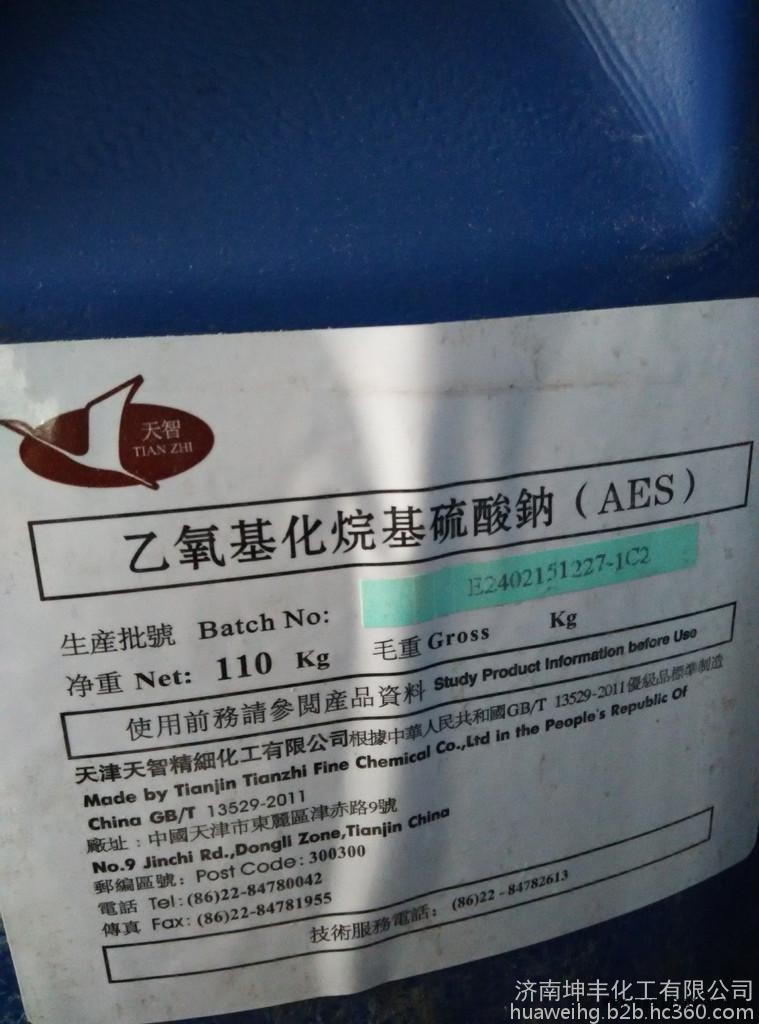 天智
TIAN ZHI
乙氧基化烷基硫酸鈉（AES）
生産批號 Batch No: E2402151227-1C2
净重 Net: 110 Kg 毛重 Gross Kg
使用前務請參閲産品資料 Study Product Information before Use
天津天智精細化工有限公司根據中華人民共和國GB/T 13529-2011優級品標準制造
Made by Tianjin Tianzhi Fine Chemical Co.,Ltd in the People's Republic Of
China GB/T 13529-2011
廠址：中國天津市東麗區津赤路9號
No.9 Jinchi Rd.,Dongli Zone,Tianjin China
郵編區號：Post Code:300300
電話 Tel:(86)22-84780042
傳真 Fax:(86)22-84781955
技術服務電話：(86)22-84782613
济南坤丰化工有限公司
huaweihg.b2b.hc360.com